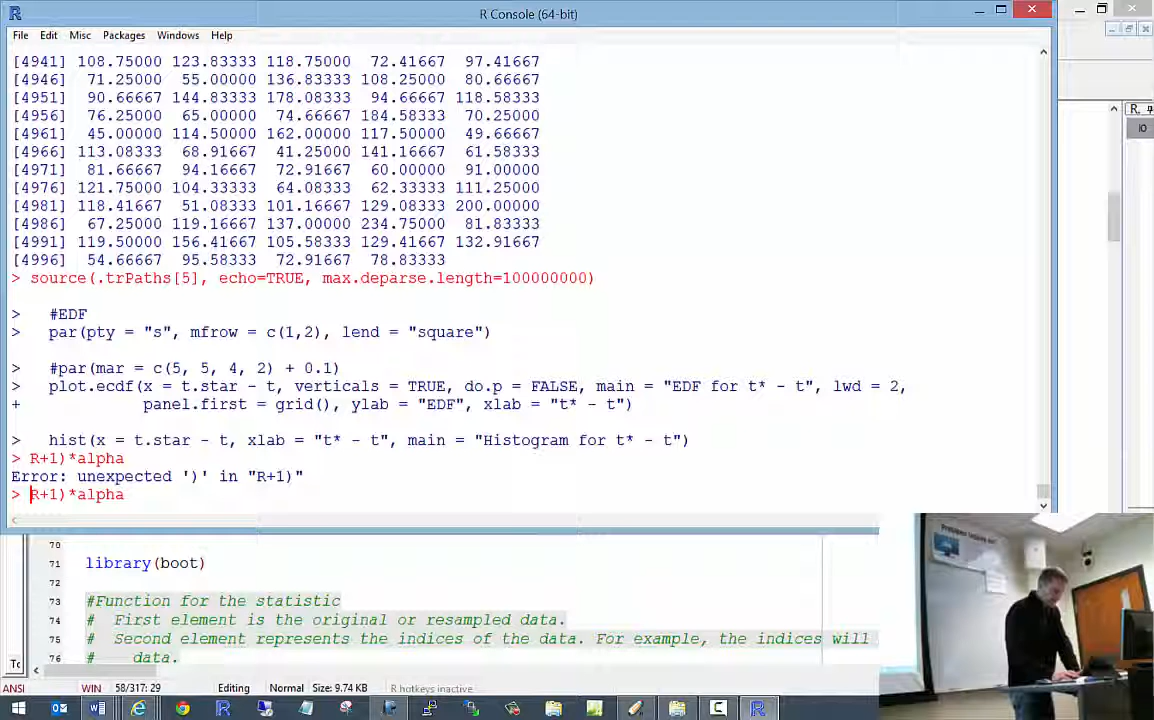 R Console (64-bit)
File Edit Misc Packages Windows Help
[4941] 108.75000 123.83333 118.75000 72.41667 97.41667
[4946] 71.25000 55.00000 136.83333 108.25000 80.66667
[4951] 90.66667 144.83333 178.08333 94.66667 118.58333
[4956] 76.25000 65.00000 74.66667 184.58333 70.25000
[4961] 45.00000 114.50000 162.00000 117.50000 49.66667
[4966] 113.08333 68.91667 41.25000 141.16667 61.58333
[4971] 81.66667 94.16667 72.91667 60.00000 91.00000
[4976] 121.75000 104.33333 64.08333 62.33333 111.25000
[4981] 118.41667 51.08333 101.16667 129.08333 200.00000
[4986] 67.25000 119.16667 137.00000 234.75000 81.83333
[4991] 119.50000 156.41667 105.58333 129.41667 132.91667
[4996] 54.66667 95.58333 72.91667 78.83333
> source(.trPaths[5], echo=TRUE, max.deparse.length=100000000)
> #EDF
> par(pty = "s", mfrow = c(1,2), lend = "square")
> #par(mar = c(5, 5, 4, 2) + 0.1)
> plot.ecdf(x = t.star - t, verticals = TRUE, do.p = FALSE, main = "EDF for t* - t", lwd = 2,
+ panel.first = grid(), ylab = "EDF", xlab = "t* - t")
> hist(x = t.star - t, xlab = "t* - t", main = "Histogram for t* - t")
> R+1)*alpha
Error: unexpected ')' in "R+1)"
> R+1)*alpha
70
71 library(boot)
72
73 #Function for the statistic
74 # First element is the original or resampled data.
75 # Second element represents the indices of the data. For example, the indices will
76 # data.
ANSI WIN 58/317: 29 Editing Normal Size: 9.74 KB R hotkeys inactive